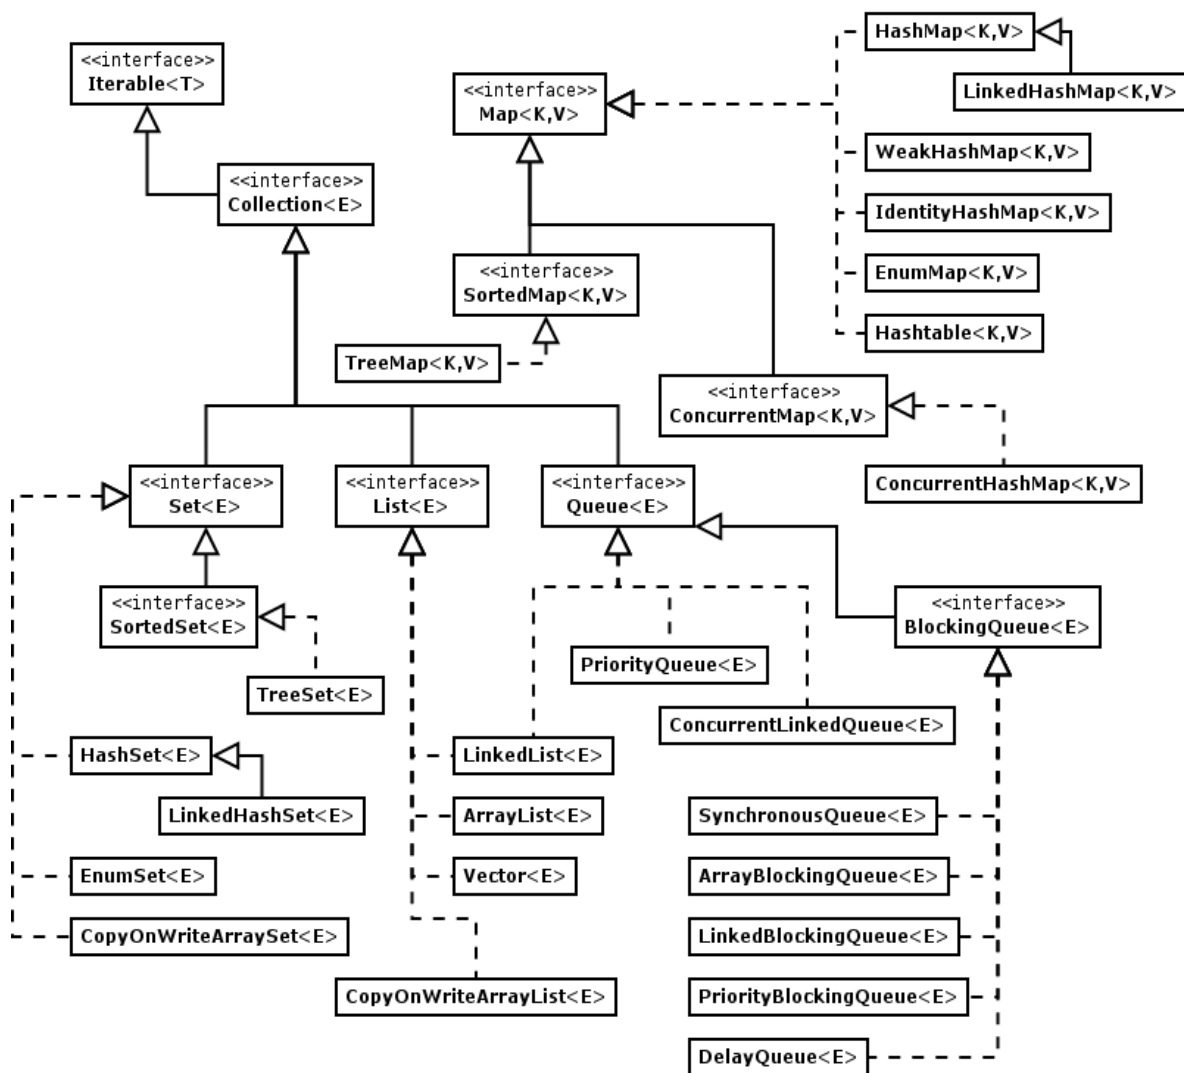 HashMap<K,V>
<<interface>>
Iterable<T>
<<interface>>
Map<K,V>
LinkedHashMap<K,V>
WeakHashMap<K,V>
<<interface>>
Collection<E>
IdentityHashMap<K,V>
<<interface>>
SortedMap<K,V>
EnumMap<K,V>
Hashtable<K,V>
TreeMap<K,V>
<<interface>>
ConcurrentMap<K,V>
ConcurrentHashMap<K,V>
<<interface>>
Set<E>
<<interface>>
List<E>
<<interface>>
Queue<E>
<<interface>>
SortedSet<E>
<<interface>>
BlockingQueue<E>
PriorityQueue<E>
TreeSet<E>
ConcurrentLinkedQueue<E>
HashSet<E>
LinkedList<E>
LinkedHashSet<E>
ArrayList<E>
SynchronousQueue<E>
EnumSet<E>
Vector<E>
ArrayBlockingQueue<E>
CopyOnWriteArraySet<E>
LinkedBlockingQueue<E>
CopyOnWriteArrayList<E>
PriorityBlockingQueue<E>
DelayQueue<E>